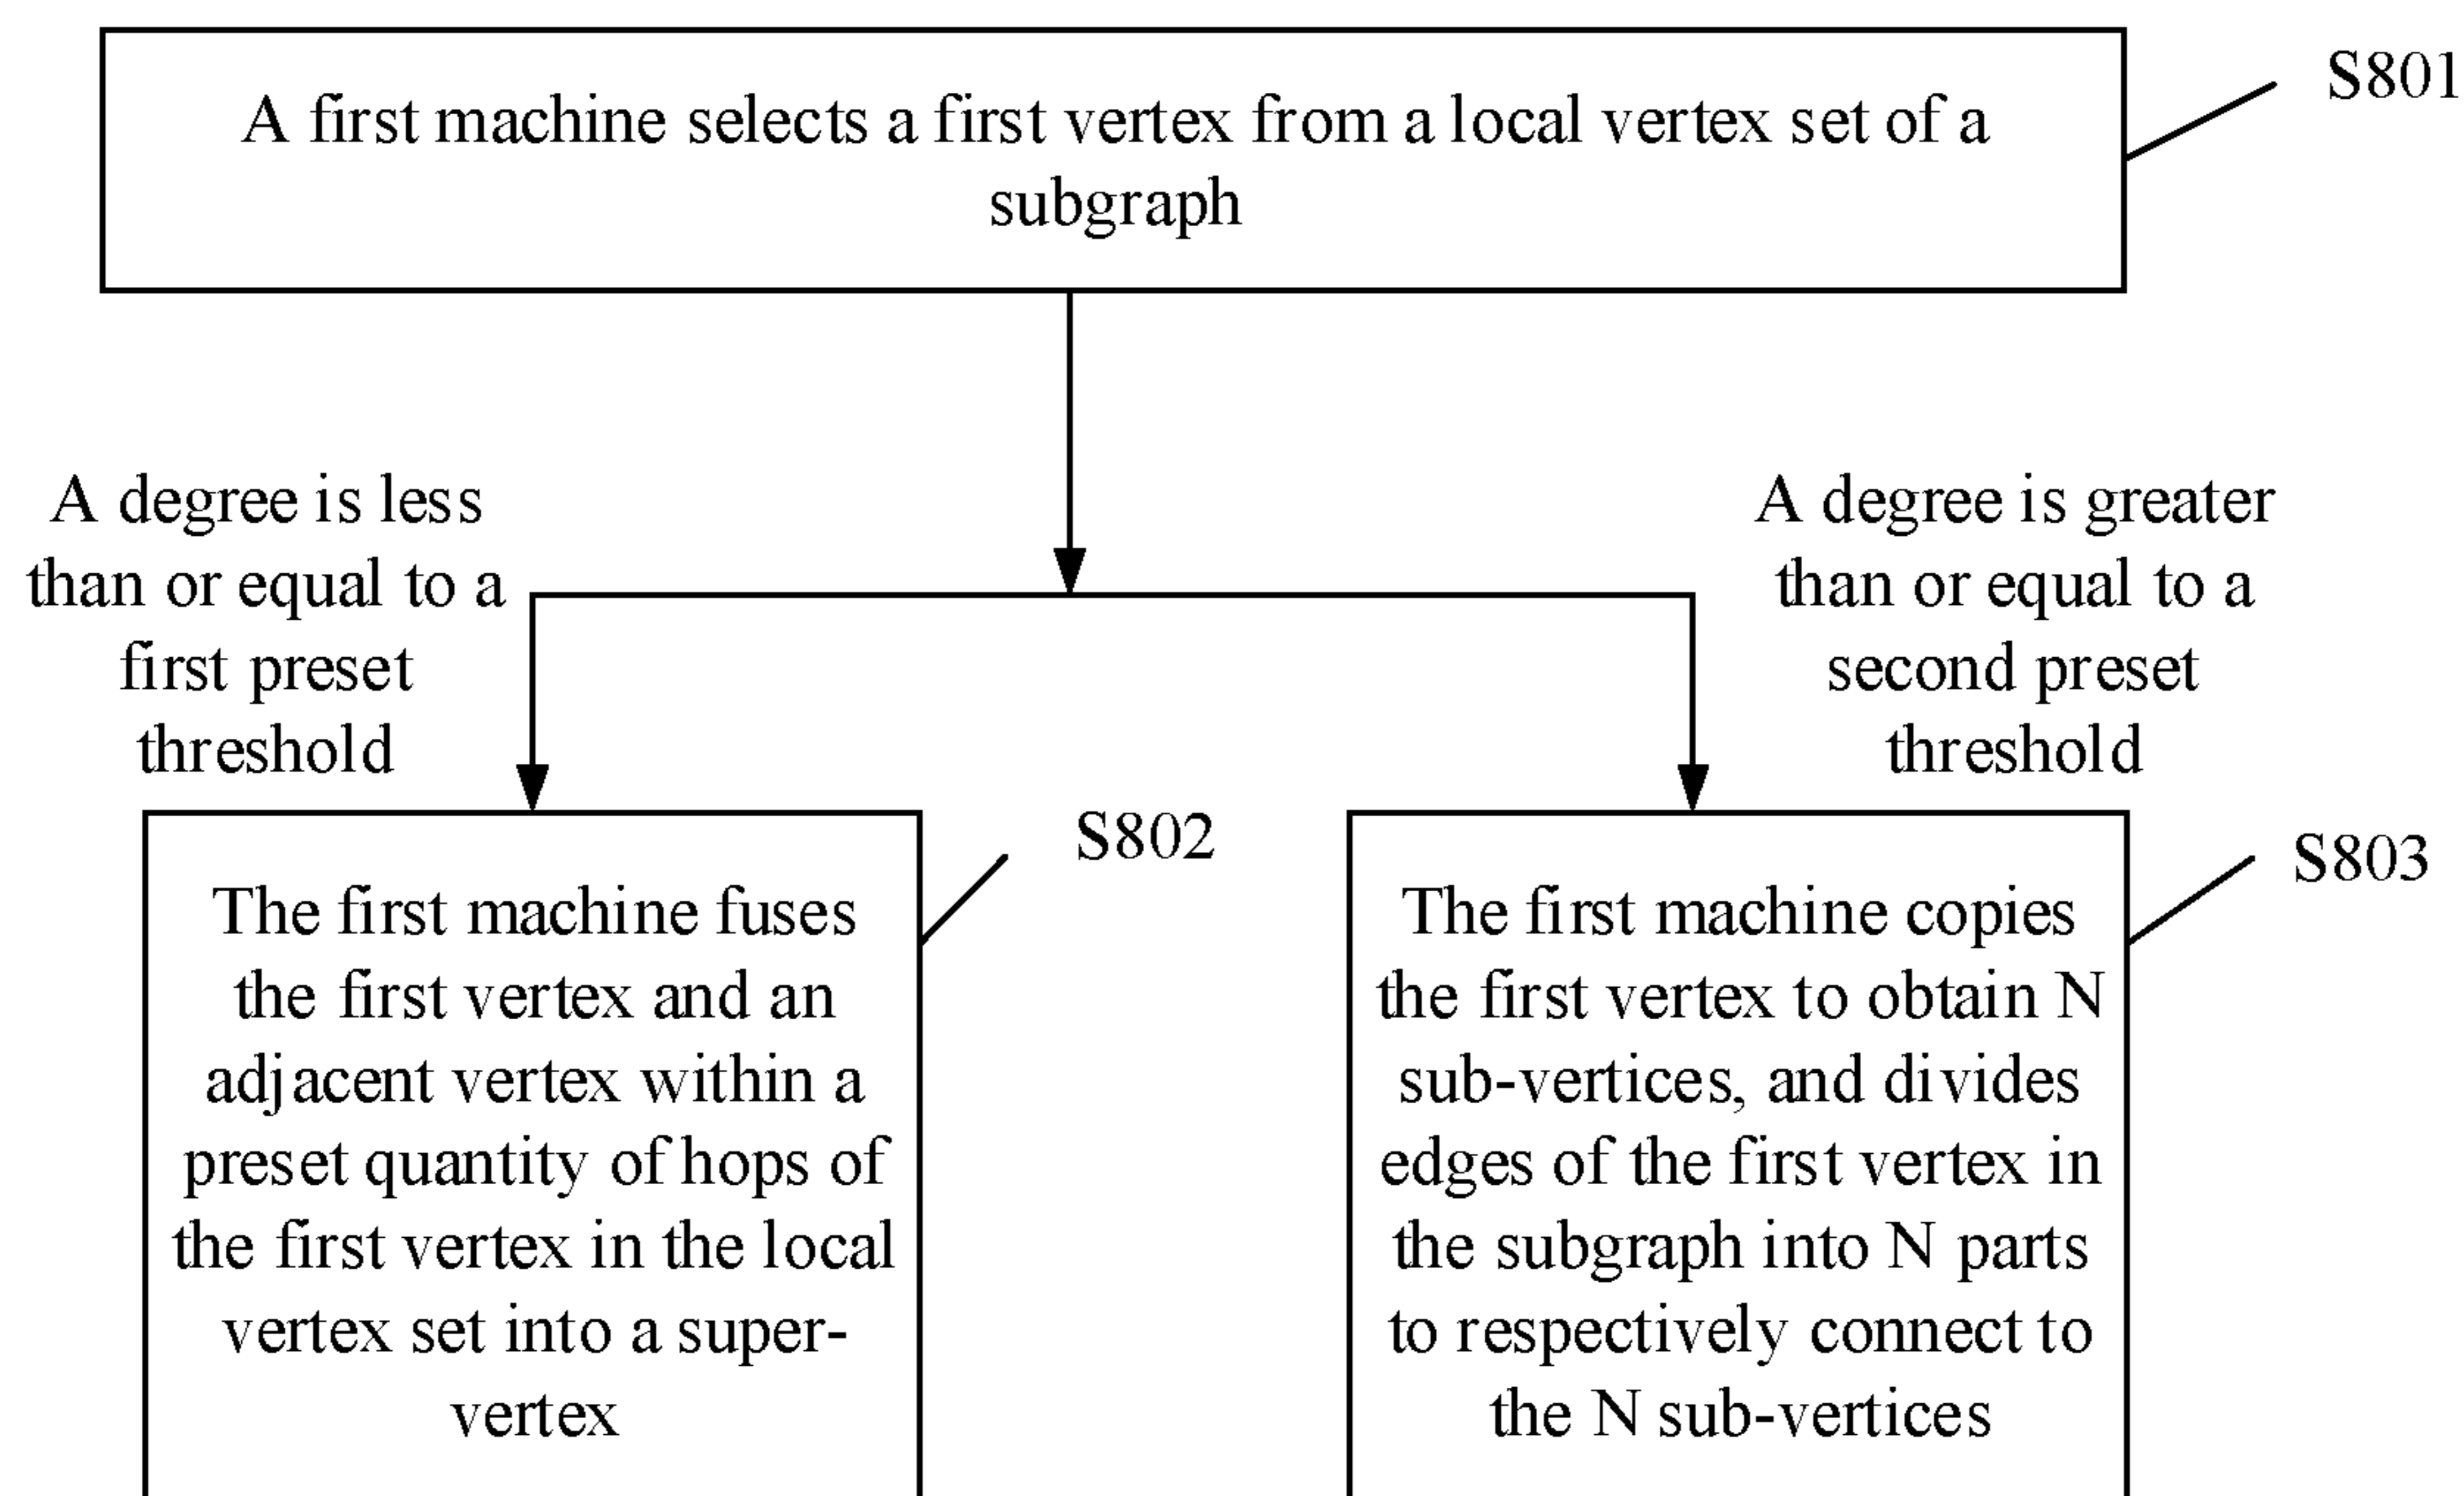 A first machine selects a first vertex from a local vertex set of a
subgraph
S801
A degree is less
than or equal to a
first preset
threshold
A degree is greater
than or equal to a
second preset
threshold
S802
The first machine fuses
the first vertex and an
adjacent vertex within a
preset quantity of hops of
the first vertex in the local
vertex set into a super-
vertex
S803
The first machine copies
the first vertex to obtain N
sub-vertices, and divides
edges of the first vertex in
the subgraph into N parts
to respectively connect to
the N sub-vertices